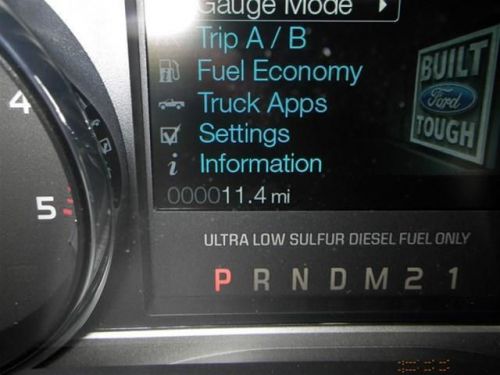 Gauge Mode
Trip A / B
Fuel Economy
Truck Apps
Settings
Information
000011.4 mi
BUILT
Ford
TOUGH
4
5
ULTRA LOW SULFUR DIESEL FUEL ONLY
P R N D M 2 1